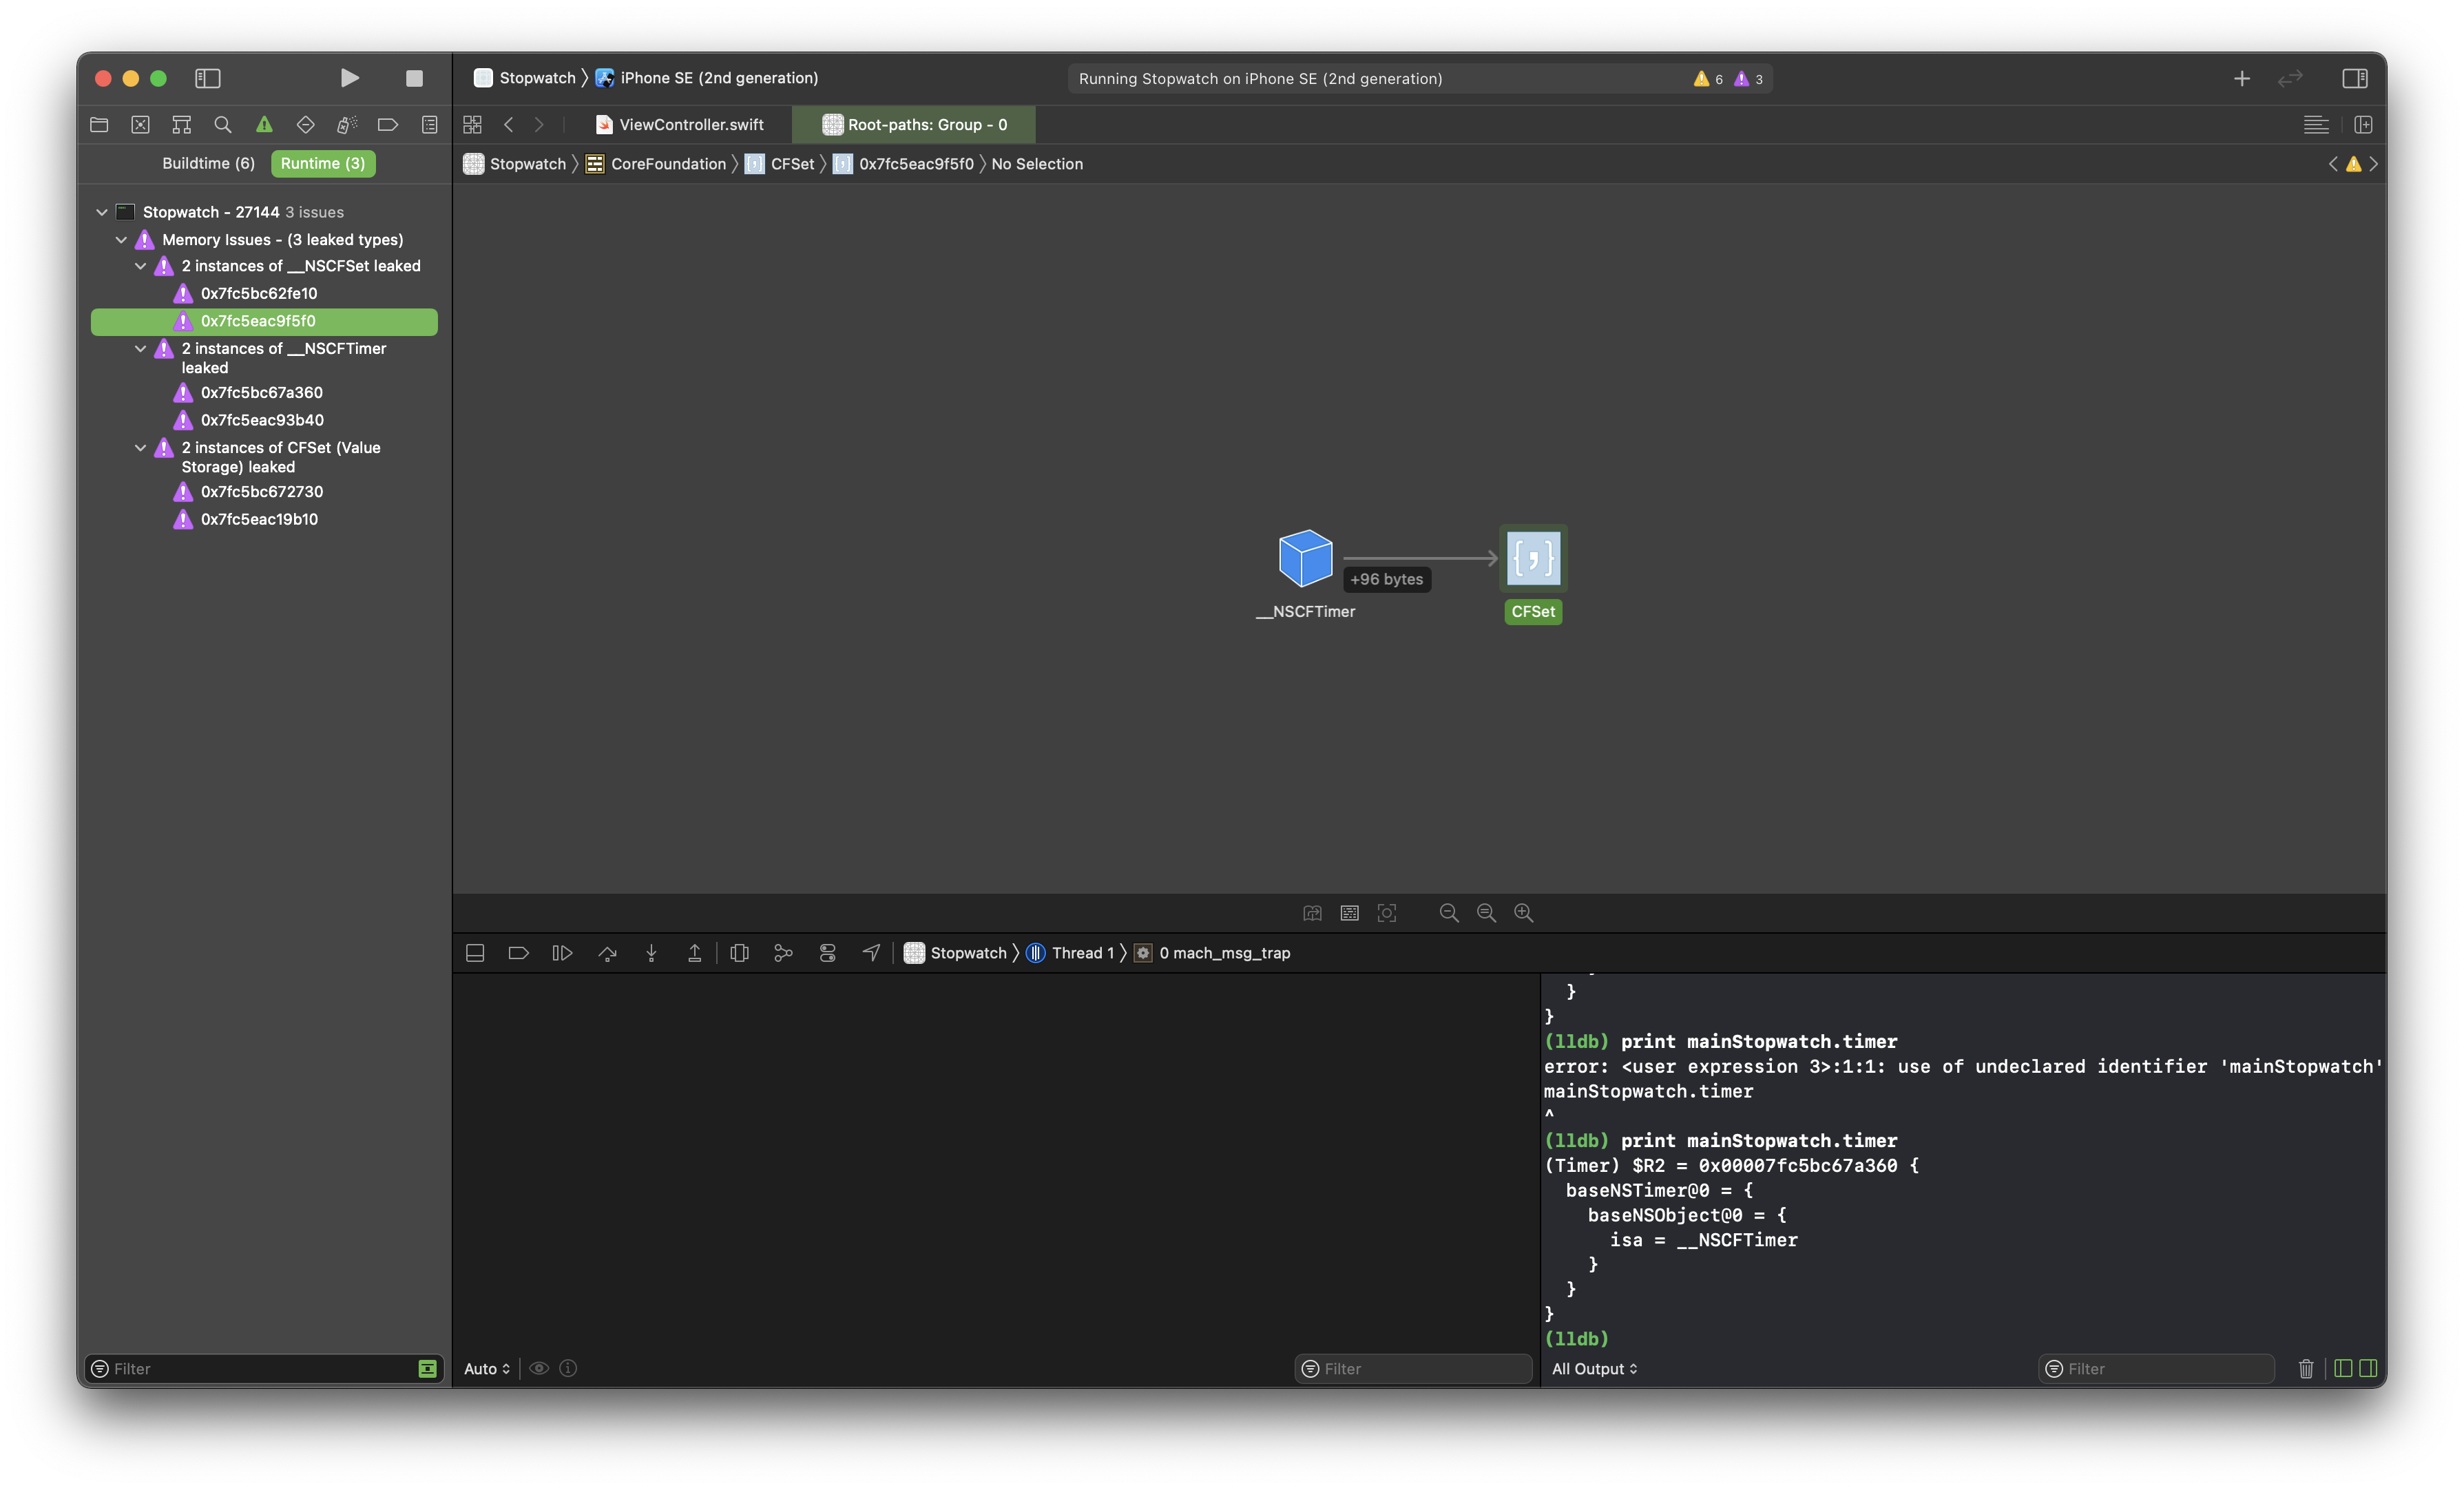 Stopwatch
iPhone SE (2nd generation)
Running Stopwatch on iPhone SE (2nd generation)
6
3
ViewController.swift
Root-paths: Group - 0
Buildtime (6)
Runtime (3)
Stopwatch
CoreFoundation
CFSet
0x7fc5eac9f5f0
No Selection
Stopwatch - 27144 3 issues
Memory Issues - (3 leaked types)
2 instances of __NSCFSet leaked
0x7fc5bc62fe10
0x7fc5eac9f5f0
2 instances of __NSCFTimer
leaked
0x7fc5bc67a360
0x7fc5eac93b40
2 instances of CFSet (Value
Storage) leaked
0x7fc5bc672730
0x7fc5eac19b10
+96 bytes
__NSCFTimer
{;}
CFSet
Stopwatch
Thread 1
0 mach_msg_trap
}
}
(lldb) print mainStopwatch.timer
error: <user expression 3>:1:1: use of undeclared identifier 'mainStopwatch'
mainStopwatch.timer
^
(lldb) print mainStopwatch.timer
(Timer) $R2 = 0x00007fc5bc67a360 {
  baseNSTimer@0 = {
    baseNSObject@0 = {
      isa = __NSCFTimer
    }
  }
}
(lldb)
Filter
Auto
Filter
All Output
Filter